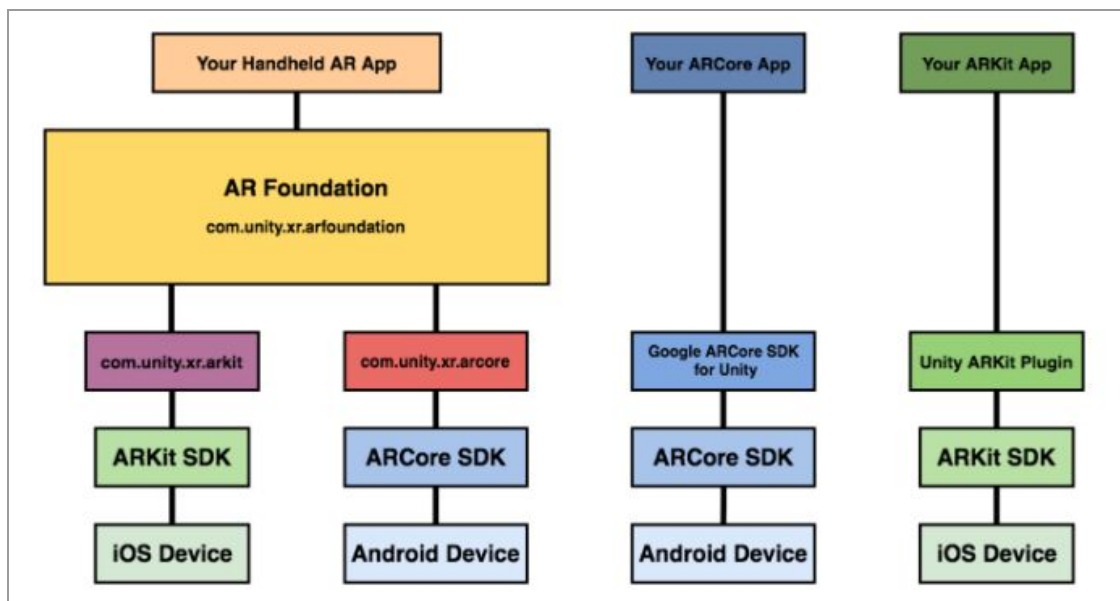 Your Handheld AR App
Your ARCore App
Your ARKit App
AR Foundation
com.unity.xr.arfoundation
com.unity.xr.arkit
com.unity.xr.arcore
Google ARCore SDK
for Unity
Unity ARKit Plugin
ARKit SDK
ARCore SDK
ARCore SDK
ARKit SDK
iOS Device
Android Device
Android Device
iOS Device